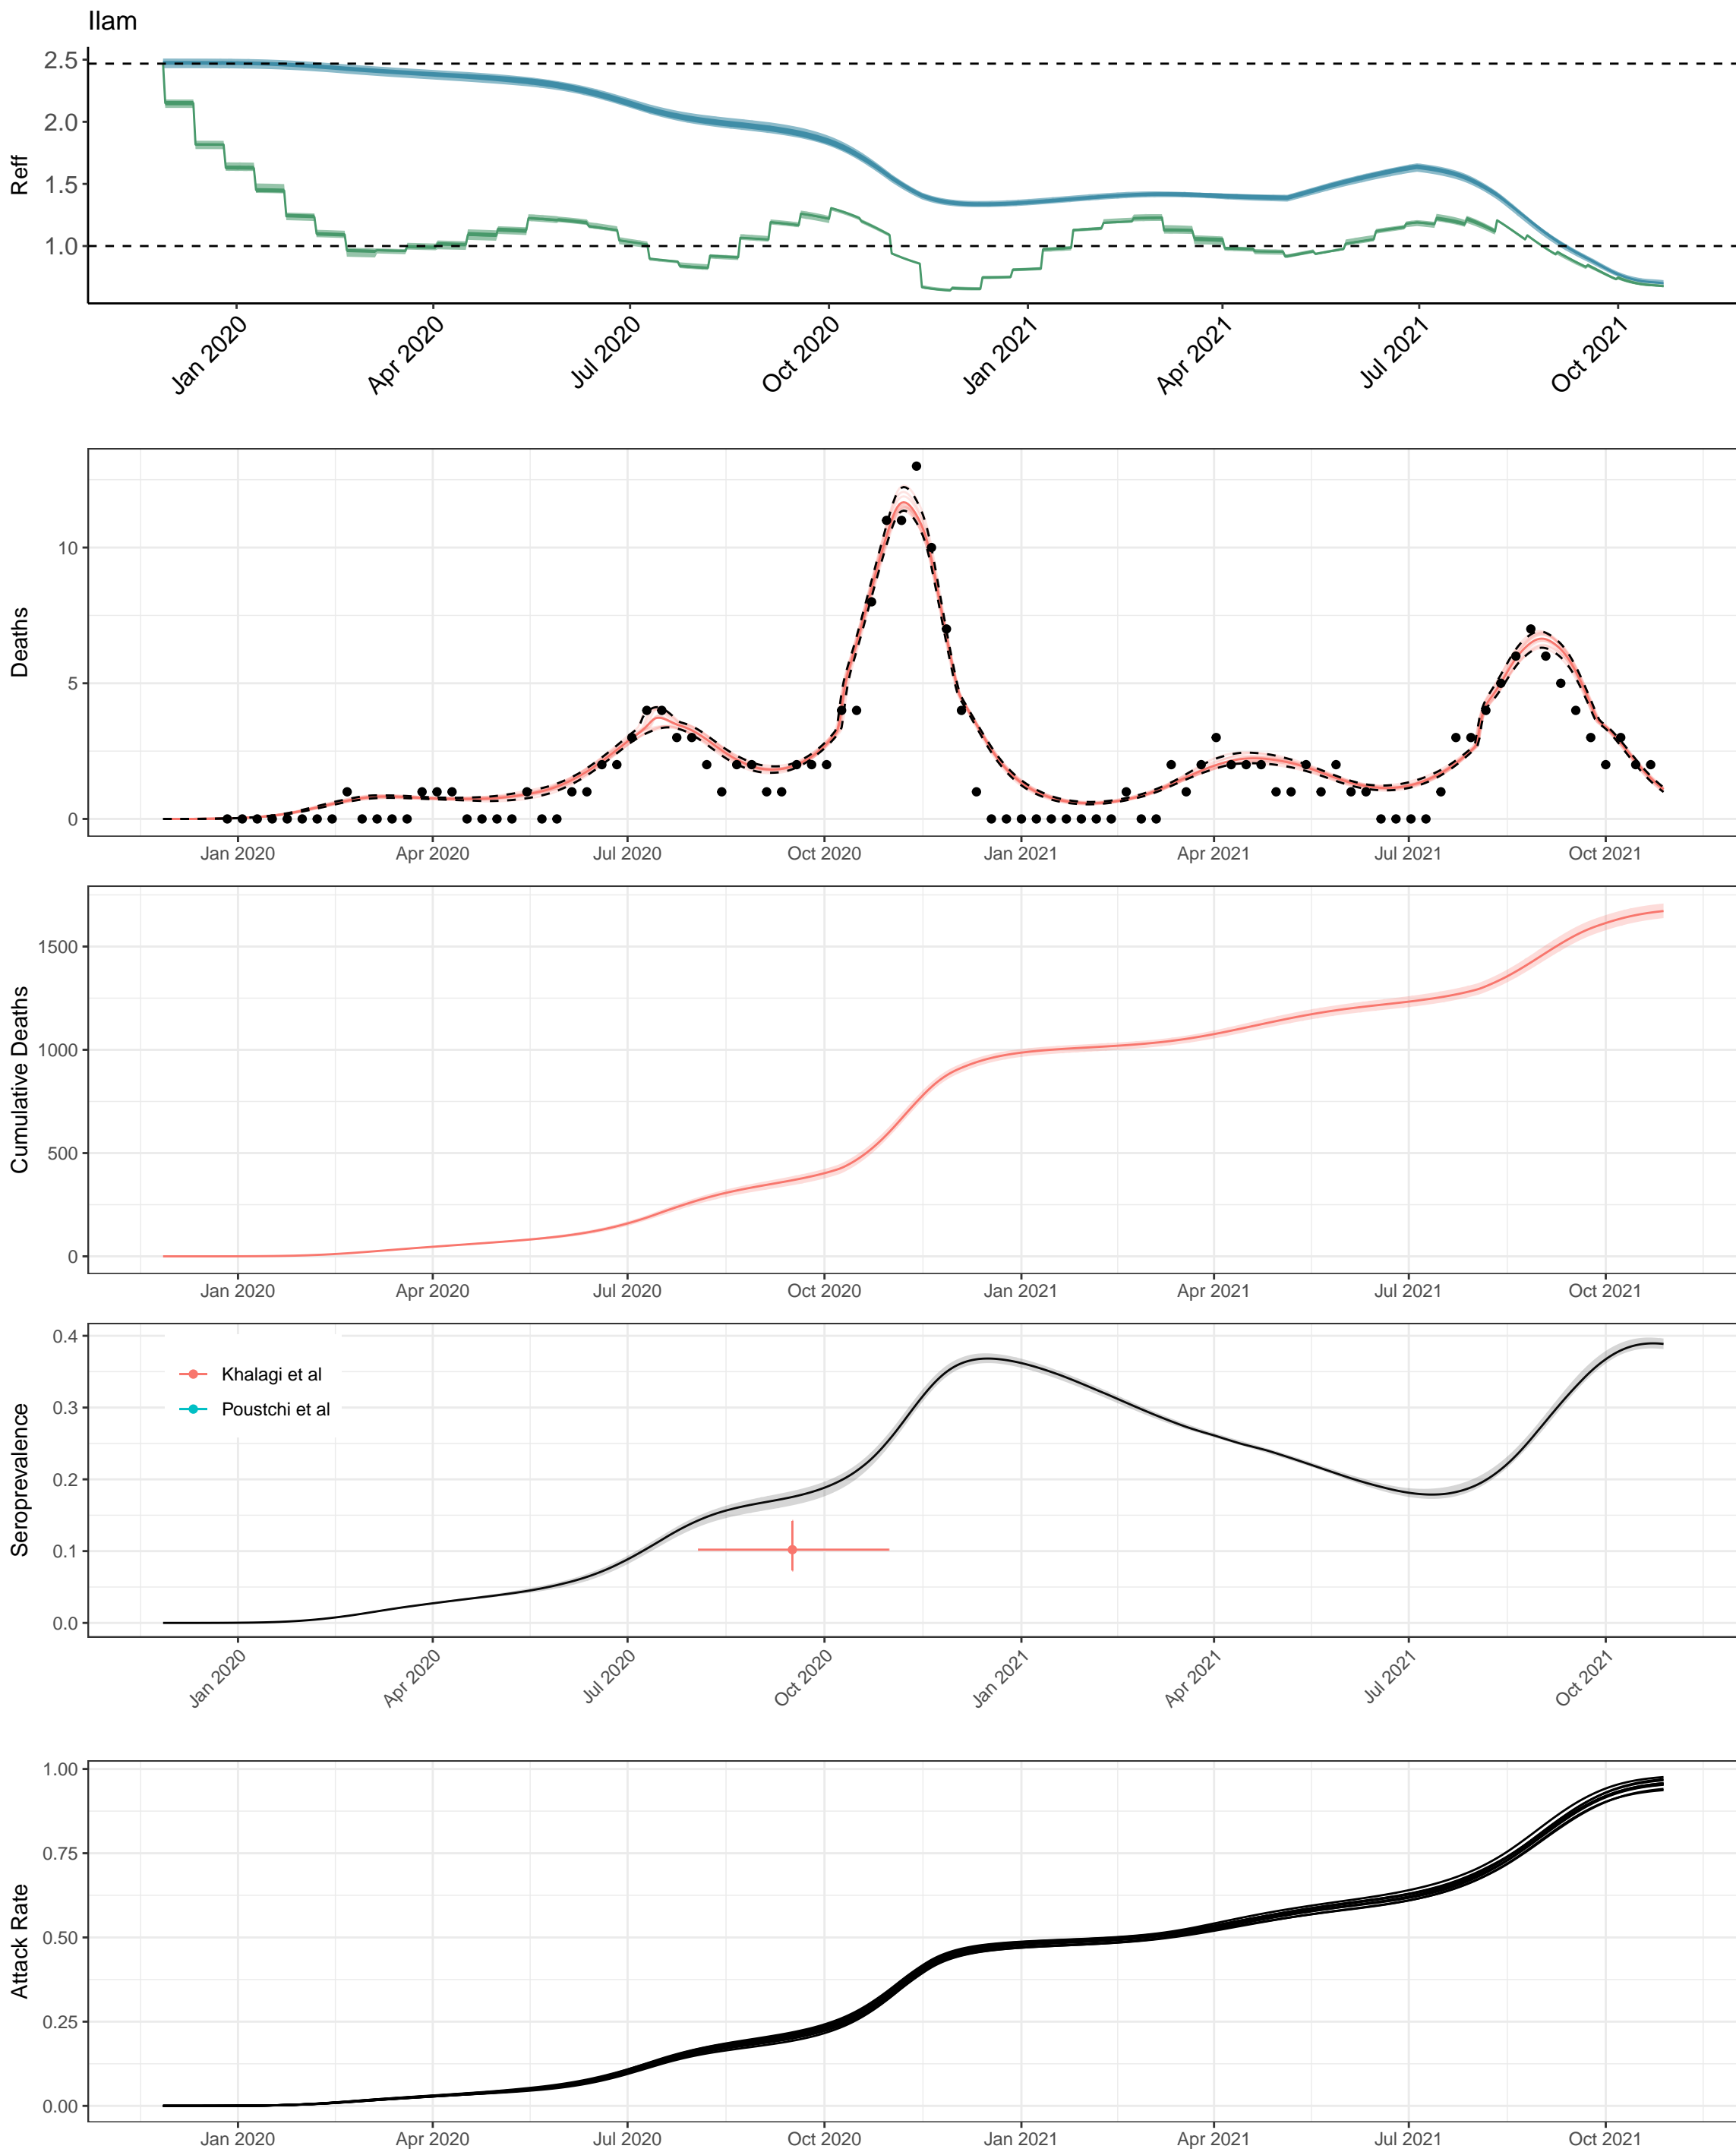 Ilam
Reff
2.5
2.0
1.5
1.0
Jan 2020
Apr 2020
Jul 2020
Oct 2020
Jan 2021
Apr 2021
Jul 2021
Oct 2021
Deaths
10
5
0
Jan 2020
Apr 2020
Jul 2020
Oct 2020
Jan 2021
Apr 2021
Jul 2021
Oct 2021
Cumulative Deaths
1500
1000
500
0
Jan 2020
Apr 2020
Jul 2020
Oct 2020
Jan 2021
Apr 2021
Jul 2021
Oct 2021
Seroprevalence
0.4
0.3
0.2
0.1
0.0
Khalagi et al
Poustchi et al
Jan 2020
Apr 2020
Jul 2020
Oct 2020
Jan 2021
Apr 2021
Jul 2021
Oct 2021
Attack Rate
1.00
0.75
0.50
0.25
0.00
Jan 2020
Apr 2020
Jul 2020
Oct 2020
Jan 2021
Apr 2021
Jul 2021
Oct 2021